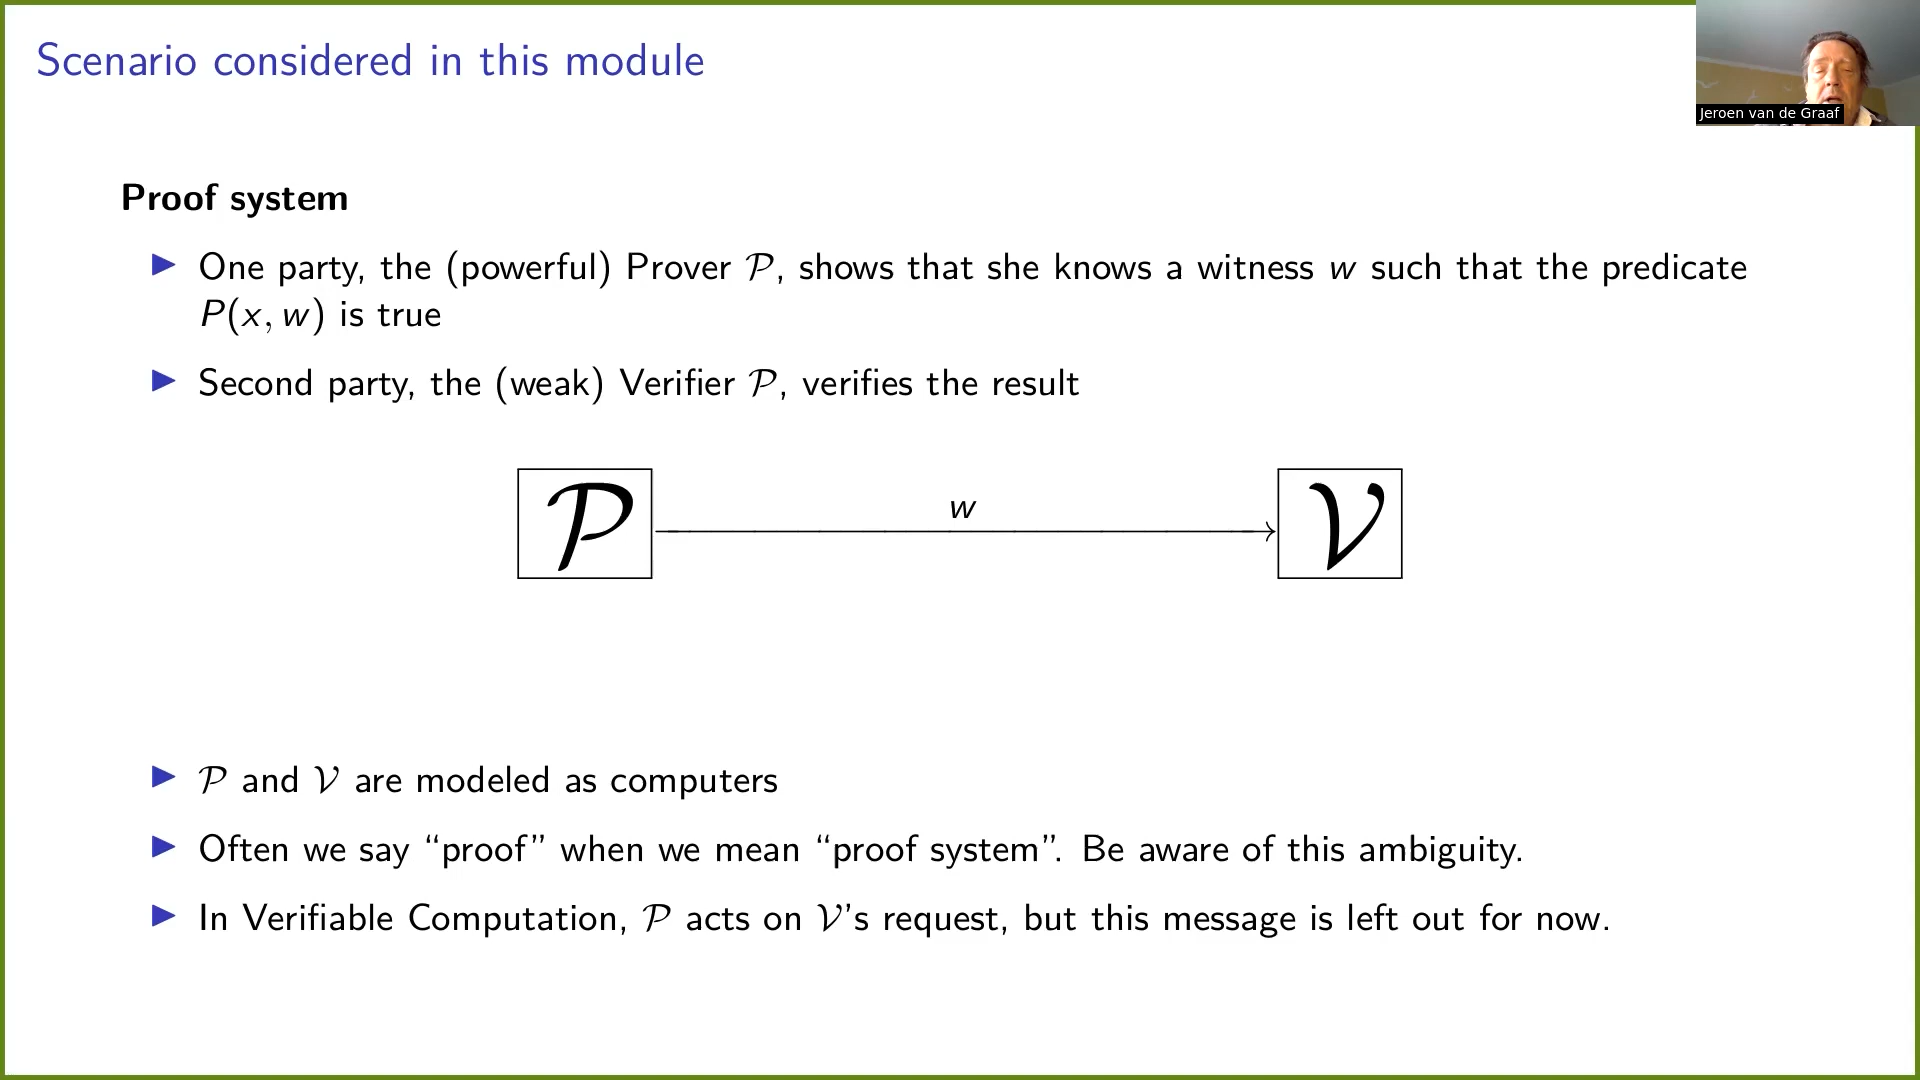 Scenario considered in this module
Jeroen van de Graaf
Proof system
▶ One party, the (powerful) Prover 𝒫, shows that she knows a witness w such that the predicate
P(x, w) is true
▶ Second party, the (weak) Verifier 𝒫, verifies the result
𝒫
w
𝒱
▶ 𝒫 and 𝒱 are modeled as computers
▶ Often we say “proof” when we mean “proof system”. Be aware of this ambiguity.
▶ In Verifiable Computation, 𝒫 acts on 𝒱’s request, but this message is left out for now.